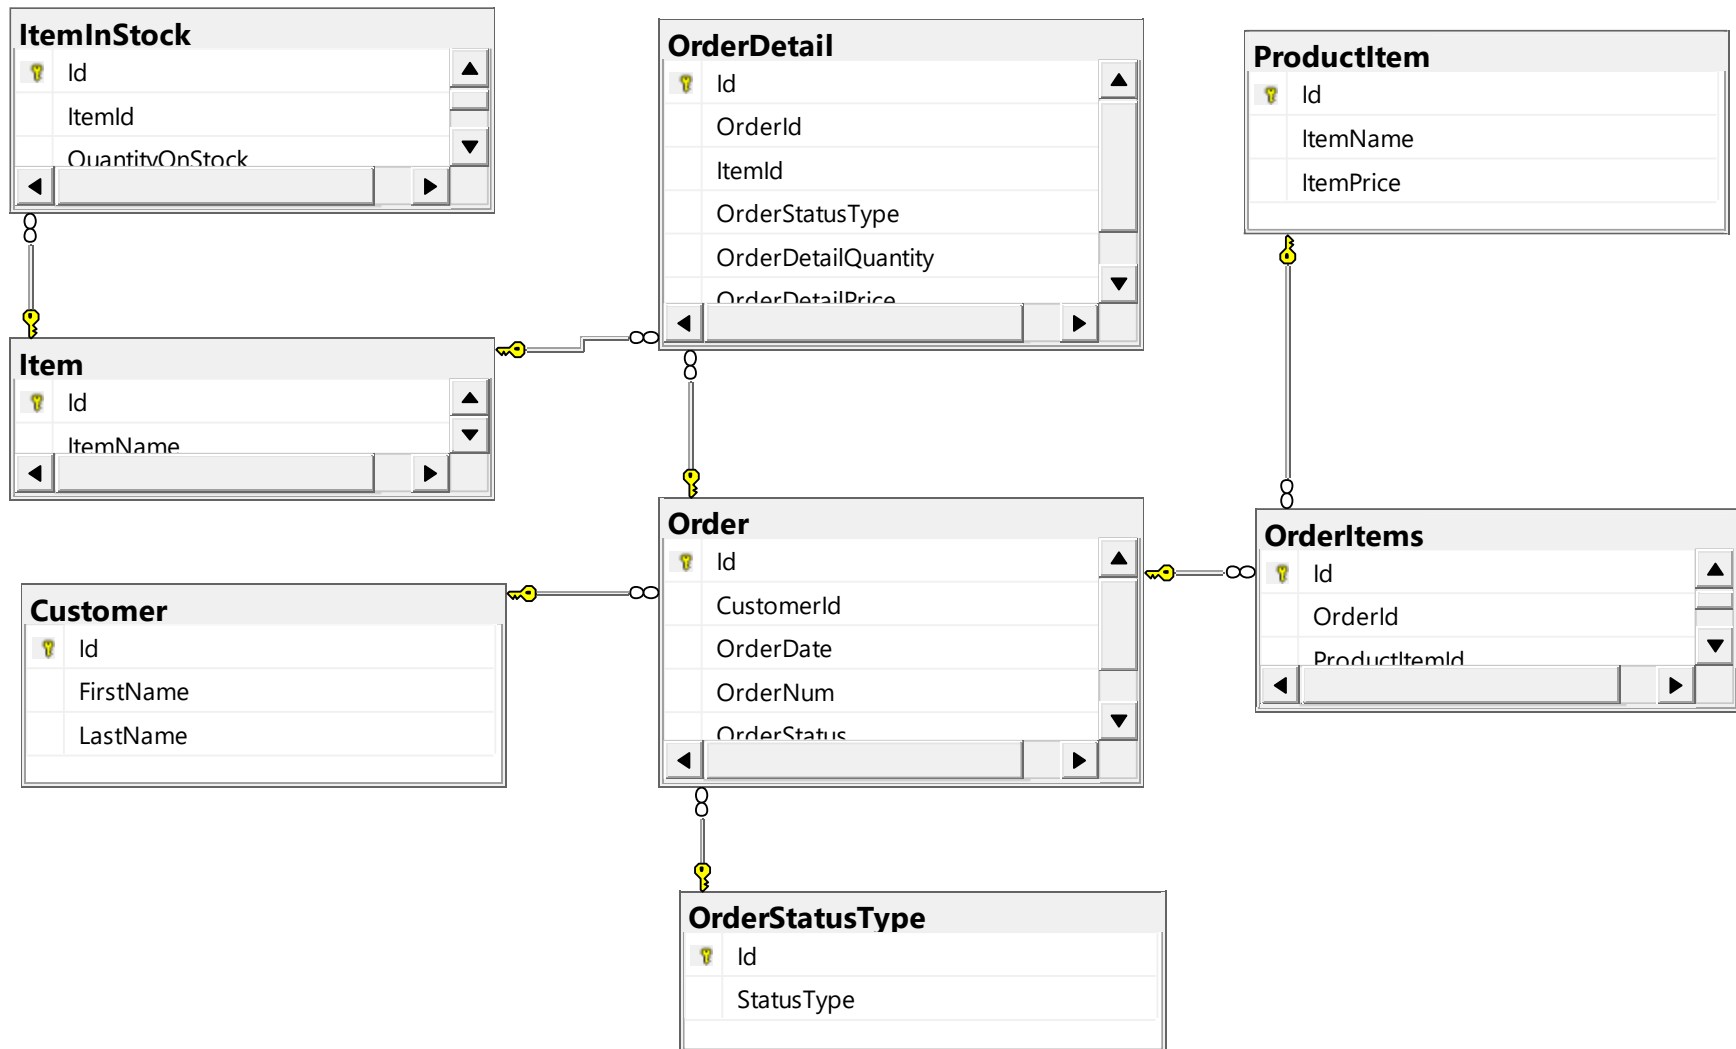 ItemInStock
Id
ItemId
QuantityOnStock
OrderDetail
Id
OrderId
ItemId
OrderStatusType
OrderDetailQuantity
OrderDetailPrice
ProductItem
Id
ItemName
ItemPrice
Item
Id
ItemName
Customer
Id
FirstName
LastName
Order
Id
CustomerId
OrderDate
OrderNum
OrderStatus
OrderItems
Id
OrderId
ProductItemId
OrderStatusType
Id
StatusType